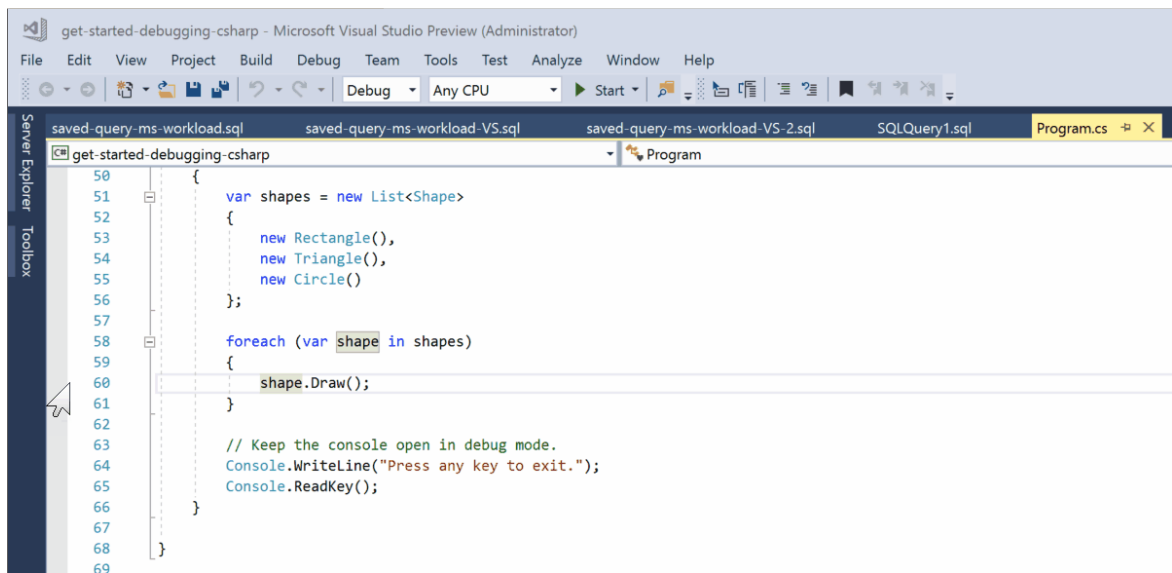 get-started-debugging-csharp - Microsoft Visual Studio Preview (Administrator)
File Edit View Project Build Debug Team Tools Test Analyze Window Help
Debug Any CPU Start
Server Explorer
Toolbox
saved-query-ms-workload.sql saved-query-ms-workload-VS.sql saved-query-ms-workload-VS-2.sql SQLQuery1.sql Program.cs
C# get-started-debugging-csharp Program
50 {
51 var shapes = new List<Shape>
52 {
53 new Rectangle(),
54 new Triangle(),
55 new Circle()
56 };
57
58 foreach (var shape in shapes)
59 {
60 shape.Draw();
61 }
62
63 // Keep the console open in debug mode.
64 Console.WriteLine("Press any key to exit.");
65 Console.ReadKey();
66 }
67
68 }
69